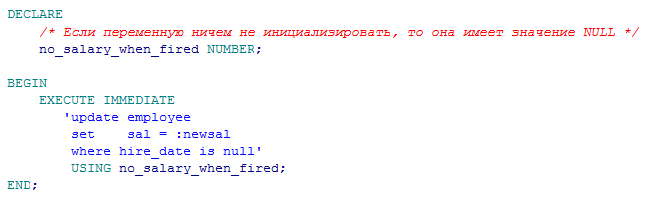 DECLARE
/* Если переменную ничем не инициализировать, то она имеет значение NULL */
no_salary_when_fired NUMBER;
BEGIN
EXECUTE IMMEDIATE
'update employee
set    sal = :newsal
where hire_date is null'
USING no_salary_when_fired;
END;